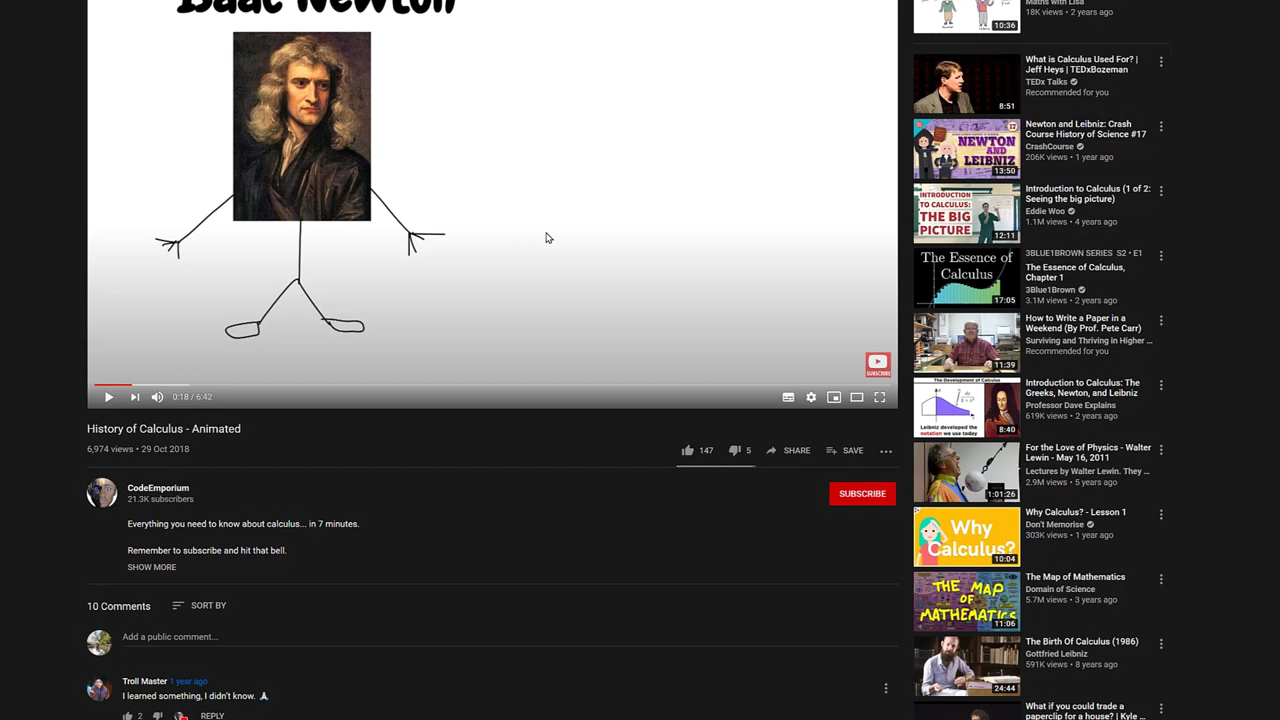 Isaac Newton
SUBSCRIBE
0:18 / 6:42
History of Calculus - Animated
6,974 views • 29 Oct 2018
147
5
SHARE
SAVE
CodeEmporium
21.3K subscribers
SUBSCRIBE
Everything you need to know about calculus... in 7 minutes.
Remember to subscribe and hit that bell.
SHOW MORE
10 Comments
SORT BY
Add a public comment...
Troll Master 1 year ago
I learned something, I didn't know.
2
REPLY
10:36
Maths with Lisa
18K views • 2 years ago
8:51
What is Calculus Used For? |
Jeff Heys | TEDxBozeman
TEDx Talks
Recommended for you
NEWTON
AND
LEIBNIZ
13:50
Newton and Leibniz: Crash
Course History of Science #17
CrashCourse
206K views • 1 year ago
INTRODUCTION
TO CALCULUS:
THE BIG
PICTURE
12:11
Introduction to Calculus (1 of 2:
Seeing the big picture)
Eddie Woo
1.1M views • 4 years ago
The Essence of
Calculus
17:05
3BLUE1BROWN SERIES S2 • E1
The Essence of Calculus,
Chapter 1
3Blue1Brown
3.1M views • 2 years ago
11:39
How to Write a Paper in a
Weekend (By Prof. Pete Carr)
Surviving and Thriving in Higher ...
Recommended for you
The Development of Calculus
Leibniz developed the
notation we use today
8:40
Introduction to Calculus: The
Greeks, Newton, and Leibniz
Professor Dave Explains
619K views • 2 years ago
1:01:26
For the Love of Physics - Walter
Lewin - May 16, 2011
Lectures by Walter Lewin. They ...
2.9M views • 5 years ago
Why
Calculus?
10:04
Why Calculus? - Lesson 1
Don't Memorise
303K views • 1 year ago
THE MAP
OF
MATHEMATICS
11:06
The Map of Mathematics
Domain of Science
5.7M views • 3 years ago
24:44
The Birth Of Calculus (1986)
Gottfried Leibniz
591K views • 8 years ago
What if you could trade a
paperclip for a house? | Kyle ...